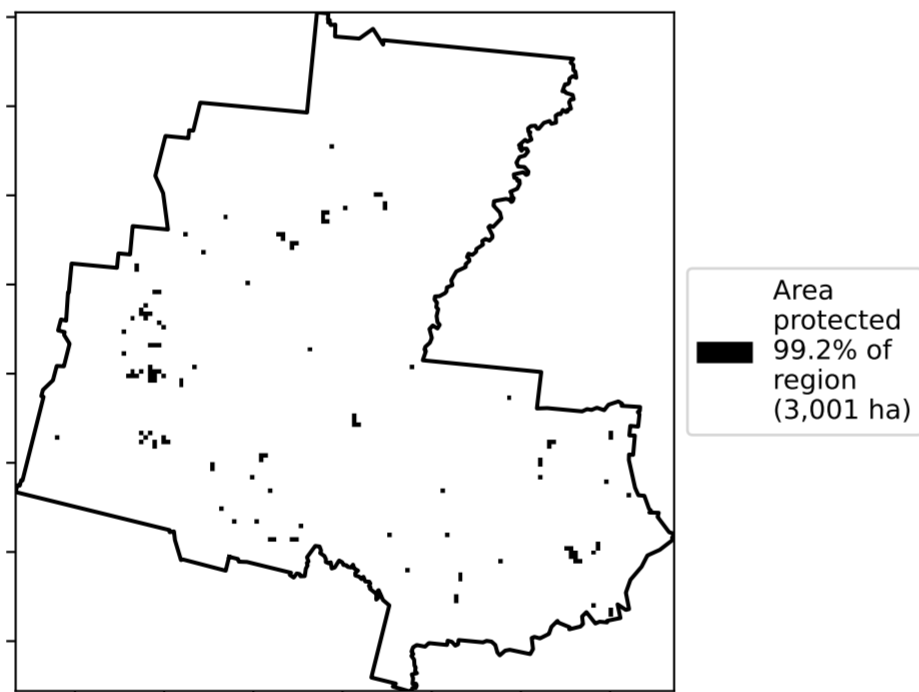 Area
protected
99.2% of
region
(3,001 ha)